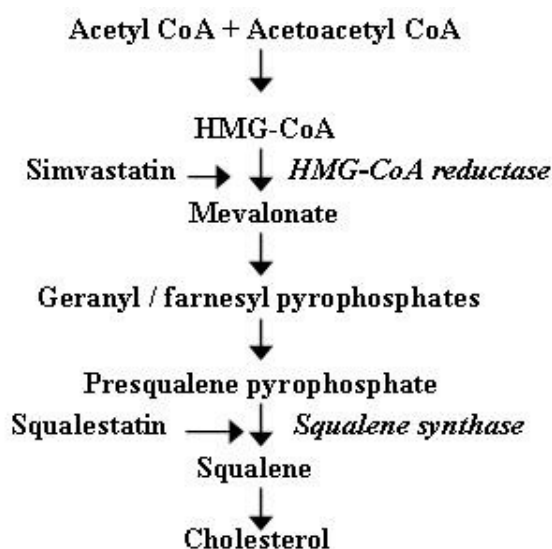 Acetyl CoA + Acetoacetyl CoA
HMG-CoA
Simvastatin HMG-CoA reductase
Mevalonate
Geranyl / farnesyl pyrophosphates
Presqualene pyrophosphate
Squalestatin Squalene synthase
Squalene
Cholesterol